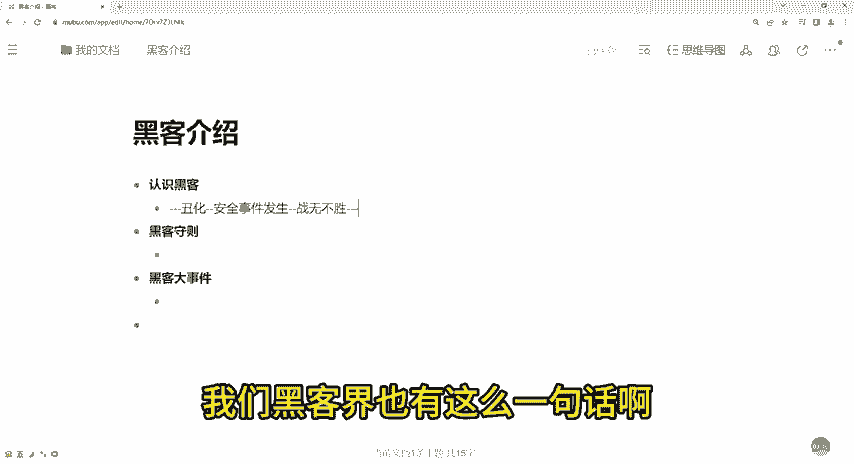 我的文档
黑客介绍
思维导图
黑客介绍
认识黑客
---丑化--安全事件发生--战无不胜---
黑客守则
黑客大事件
我们黑客界也有这么一句话啊